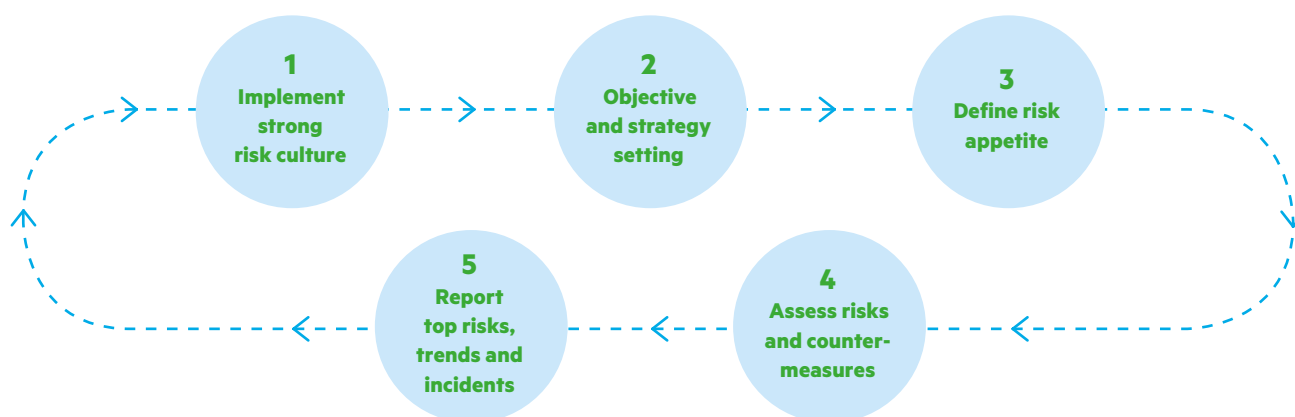 1
Implement
strong
risk culture
2
Objective
and strategy
setting
3
Define risk
appetite
4
Assess risks
and counter-
measures
5
Report
top risks,
trends and
incidents